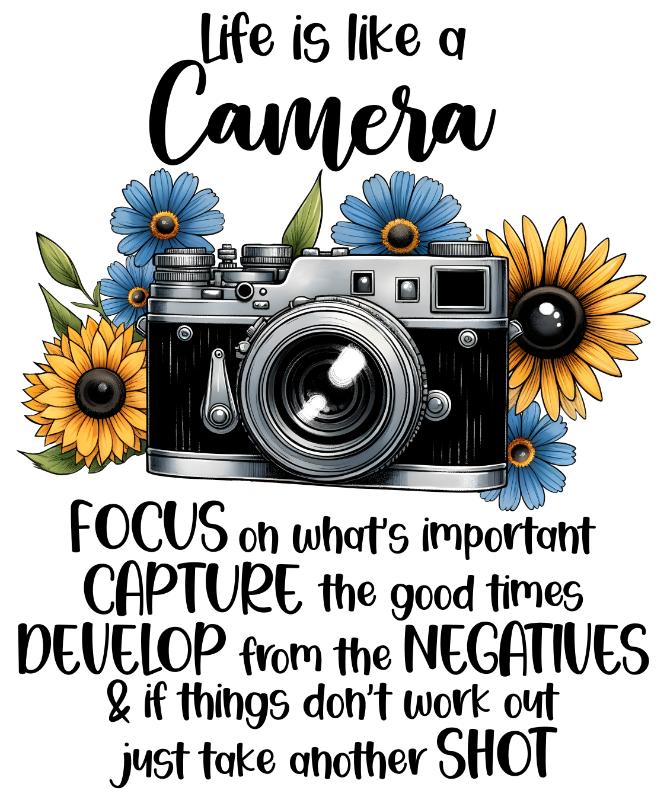 Life is like a
Camera
FOCUS on what's important
CAPTURE the good times
DEVELOP from the NEGATIVES
& if things don't work out
just take another SHOT